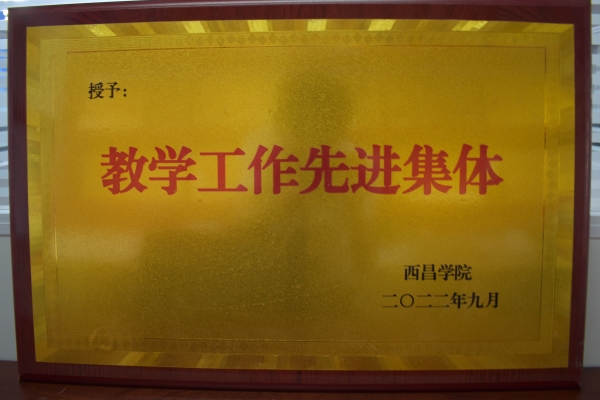 授予：
教学工作先进集体
西昌学院
二〇二二年九月